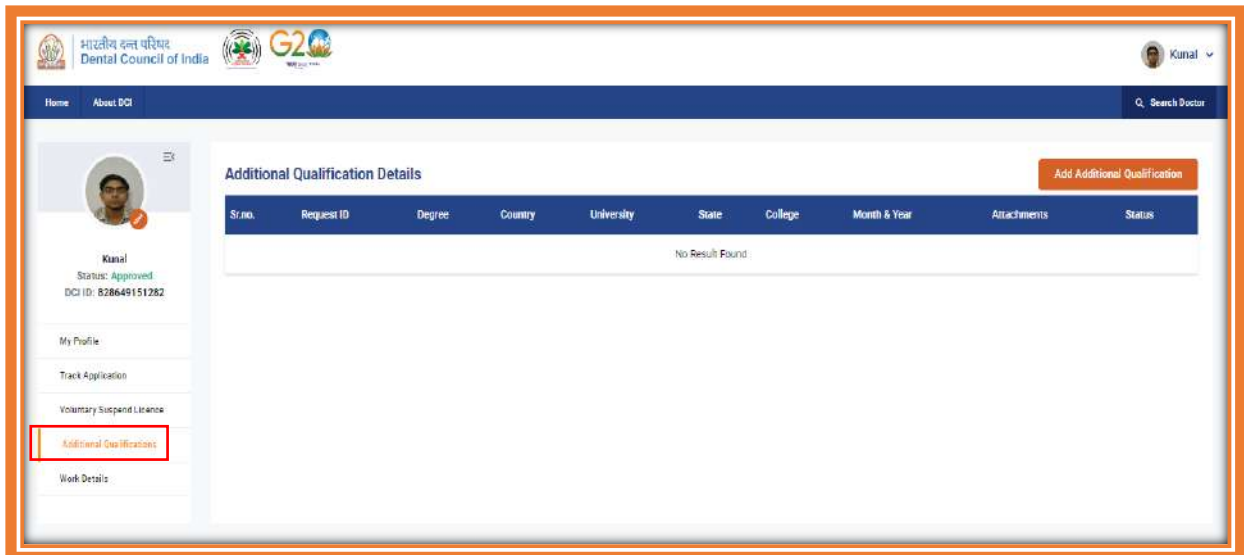 भारतीय दन्त परिषद
Dental Council of India
G20
Kunal
Home About DCI Search Doctor
Additional Qualification Details
Add Additional Qualification
Sr.no. Request ID Degree Country University State College Month & Year Attachments Status
No Result Found
Kunal
Status: Approved
DCI ID: 828649151282
My Profile
Track Application
Voluntary Suspend Licence
Additional Qualifications
Work Details